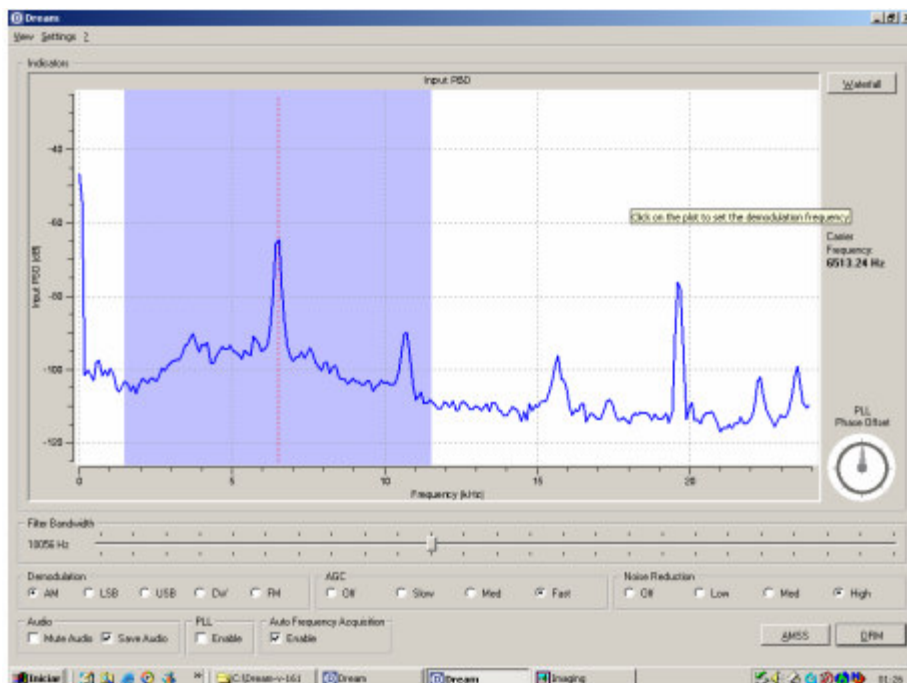 Dream
View Settings ?
Indicators
Input PSD
Waterfall
-40
-60
-80
-100
-120
Input PSD [dB]
Click on the plot to set the demodulation frequency
Carrier
Frequency:
6513.24 Hz
PLL
Phase Offset
0 5 10 15 20
Frequency [kHz]
Filter Bandwidth
10056 Hz
Demodulation
AM LSB USB CW FM
AGC
Off Slow Med Fast
Noise Reduction
Off Low Med High
Audio
Mute Audio Save Audio
PLL
Enable
Auto Frequency Acquisition
Enable
AMSS DRM
Iniciar » C:\Dream-v-161 Dream Dream Imaging 01:26